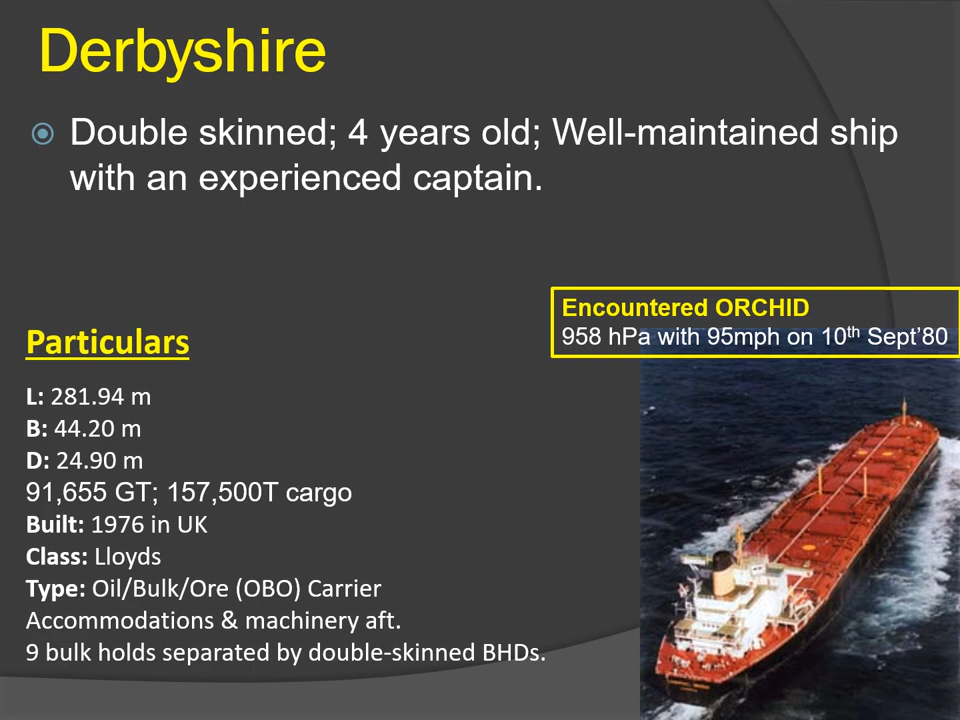 Derbyshire
Double skinned; 4 years old; Well-maintained ship
with an experienced captain.
Encountered ORCHID
958 hPa with 95mph on 10th Sept’80
Particulars
L: 281.94 m
B: 44.20 m
D: 24.90 m
91,655 GT; 157,500T cargo
Built: 1976 in UK
Class: Lloyds
Type: Oil/Bulk/Ore (OBO) Carrier
Accommodations & machinery aft.
9 bulk holds separated by double-skinned BHDs.